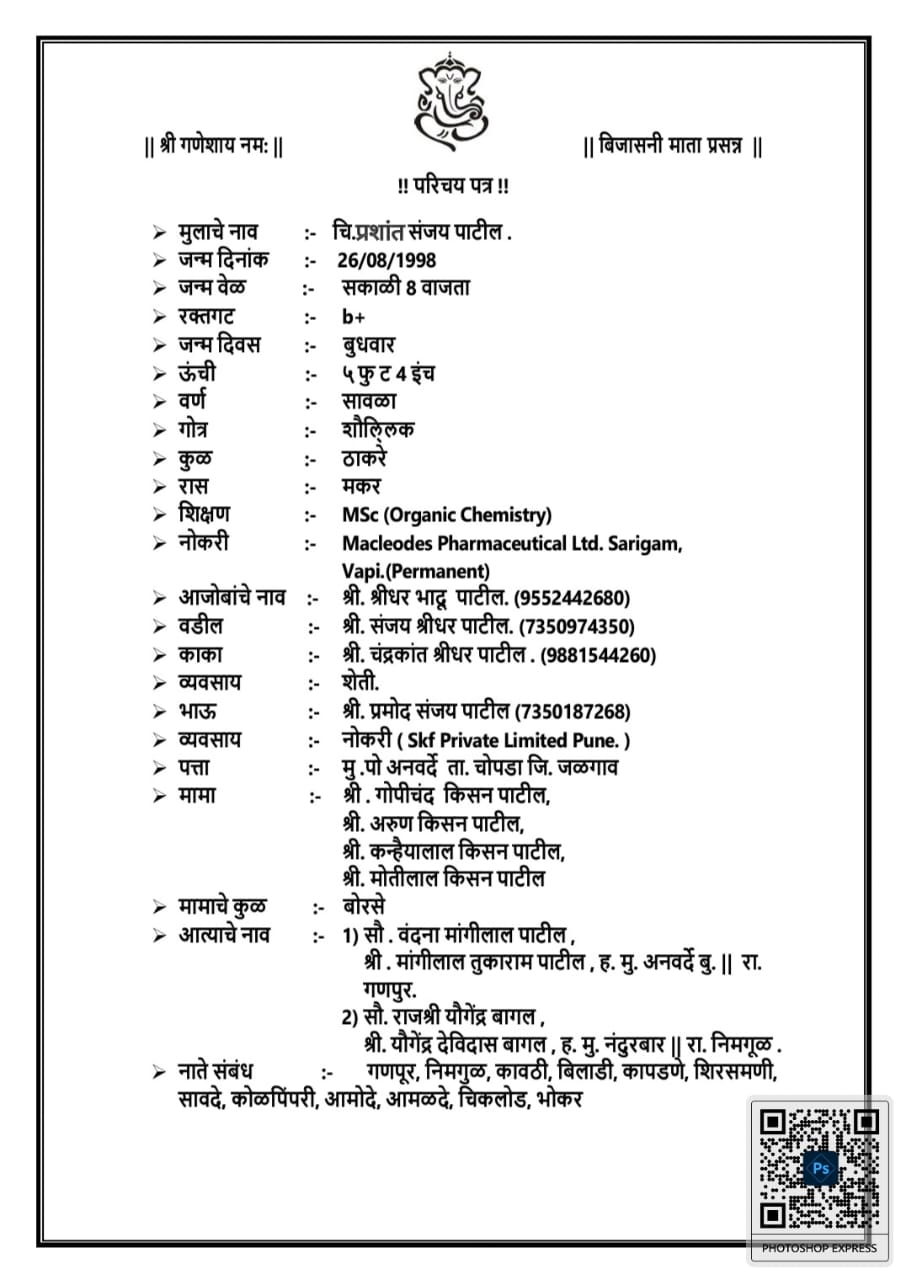 || श्री गणेशाय नम: || || बिजासनी माता प्रसन्न ||
!! परिचय पत्र !!
➢ मुलाचे नाव :- चि.प्रशांत संजय पाटील .
➢ जन्म दिनांक :- 26/08/1998
➢ जन्म वेळ :- सकाळी 8 वाजता
➢ रक्तगट :- b+
➢ जन्म दिवस :- बुधवार
➢ ऊंची :- ५ फु ट 4 इंच
➢ वर्ण :- सावळा
➢ गोत्र :- शौल्लिक
➢ कुळ :- ठाकरे
➢ रास :- मकर
➢ शिक्षण :- MSc (Organic Chemistry)
➢ नोकरी :- Macleodes Pharmaceutical Ltd. Sarigam,
Vapi.(Permanent)
➢ आजोबांचे नाव :- श्री. श्रीधर भादू पाटील. (9552442680)
➢ वडील :- श्री. संजय श्रीधर पाटील. (7350974350)
➢ काका :- श्री. चंद्रकांत श्रीधर पाटील . (9881544260)
➢ व्यवसाय :- शेती.
➢ भाऊ :- श्री. प्रमोद संजय पाटील (7350187268)
➢ व्यवसाय :- नोकरी ( Skf Private Limited Pune. )
➢ पत्ता :- मु .पो अनवर्दे ता. चोपडा जि. जळगाव
➢ मामा :- श्री . गोपीचंद किसन पाटील,
श्री. अरुण किसन पाटील,
श्री. कन्हैयालाल किसन पाटील,
श्री. मोतीलाल किसन पाटील
➢ मामाचे कुळ :- बोरसे
➢ आत्याचे नाव :- 1) सौ . वंदना मांगीलाल पाटील ,
श्री . मांगीलाल तुकाराम पाटील , ह. मु. अनवर्दे बु. || रा.
गणपुर.
2) सौ. राजश्री यौगेंद्र बागल ,
श्री. यौगेंद्र देविदास बागल , ह. मु. नंदुरबार || रा. निमगूळ .
➢ नाते संबंध :- गणपूर, निमगुळ, कावठी, बिलाडी, कापडणे, शिरसमणी,
सावदे, कोळपिंपरी, आमोदे, आमळदे, चिकलोड, भोकर
Ps
PHOTOSHOP EXPRESS